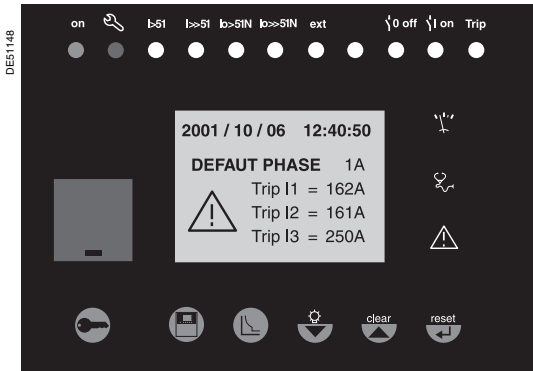 DE51148
on I>51 I>>51 Io>51N Io>>51N ext 0 off I on Trip
2001 / 10 / 06 12:40:50
DEFAUT PHASE 1A
Trip I1 = 162A
Trip I2 = 161A
Trip I3 = 250A
clear reset